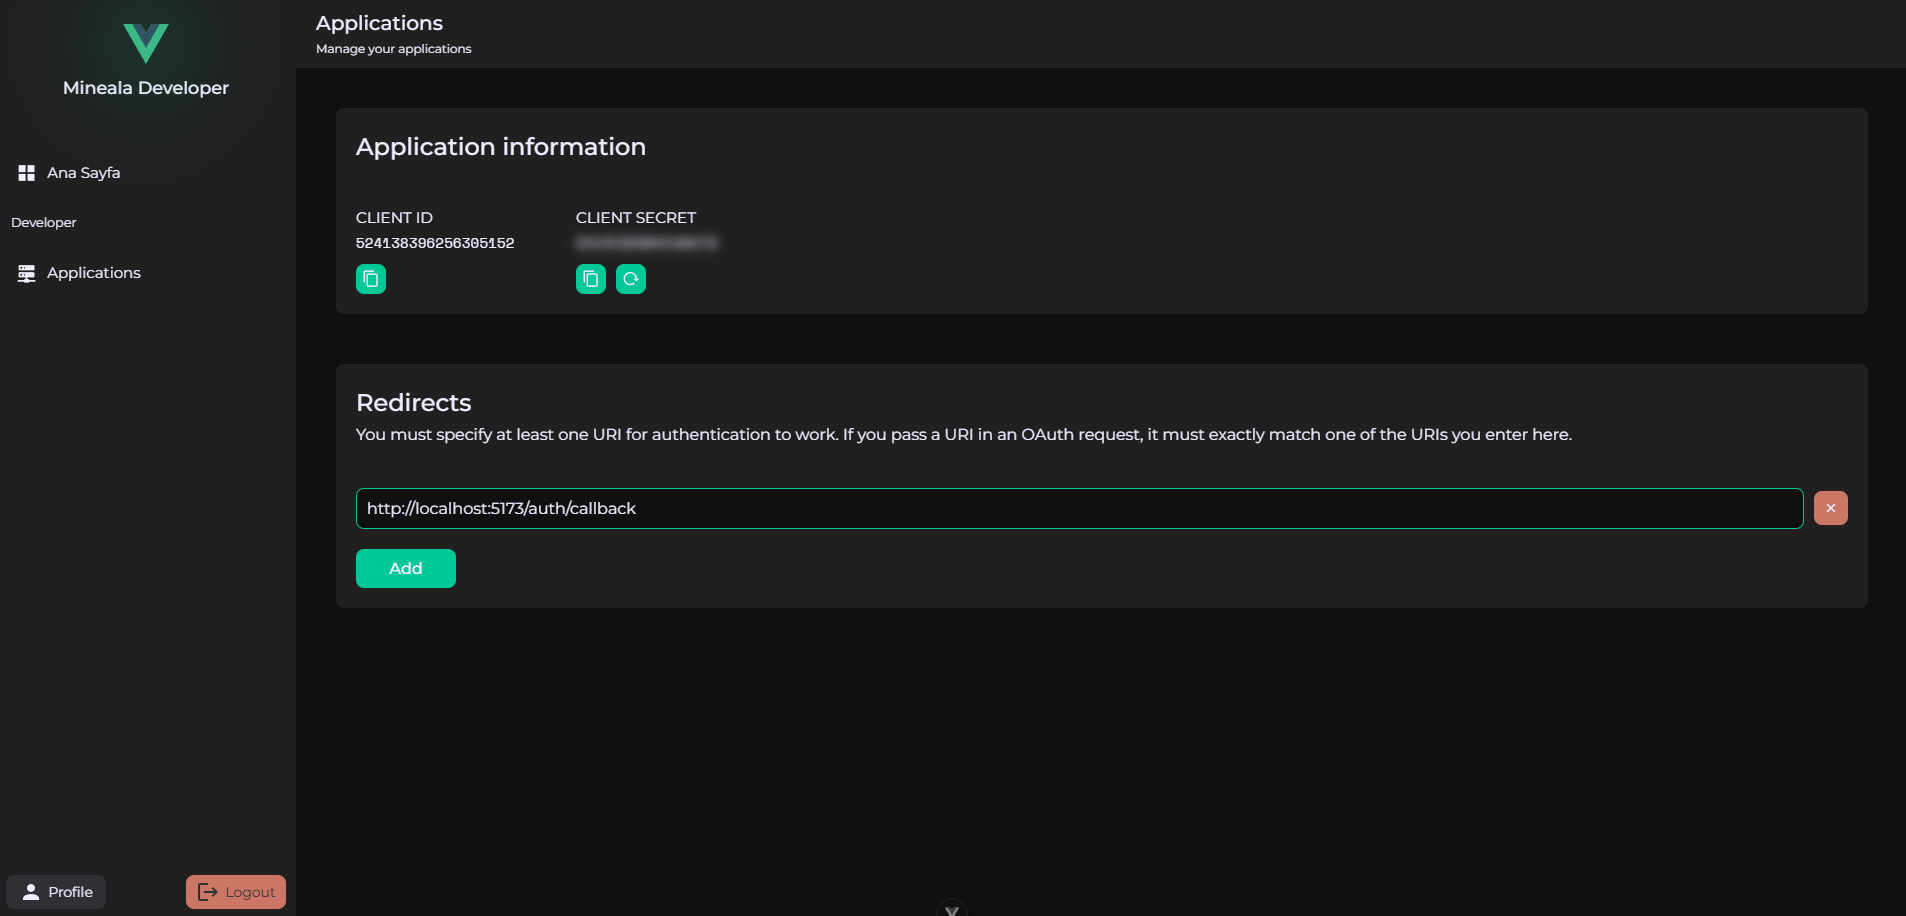 Mineala Developer
Ana Sayfa
Developer
Applications
Profile
Logout
Applications
Manage your applications
Application information
CLIENT ID
524138396256305152
CLIENT SECRET
Redirects
You must specify at least one URI for authentication to work. If you pass a URI in an OAuth request, it must exactly match one of the URIs you enter here.
http://localhost:5173/auth/callback
Add